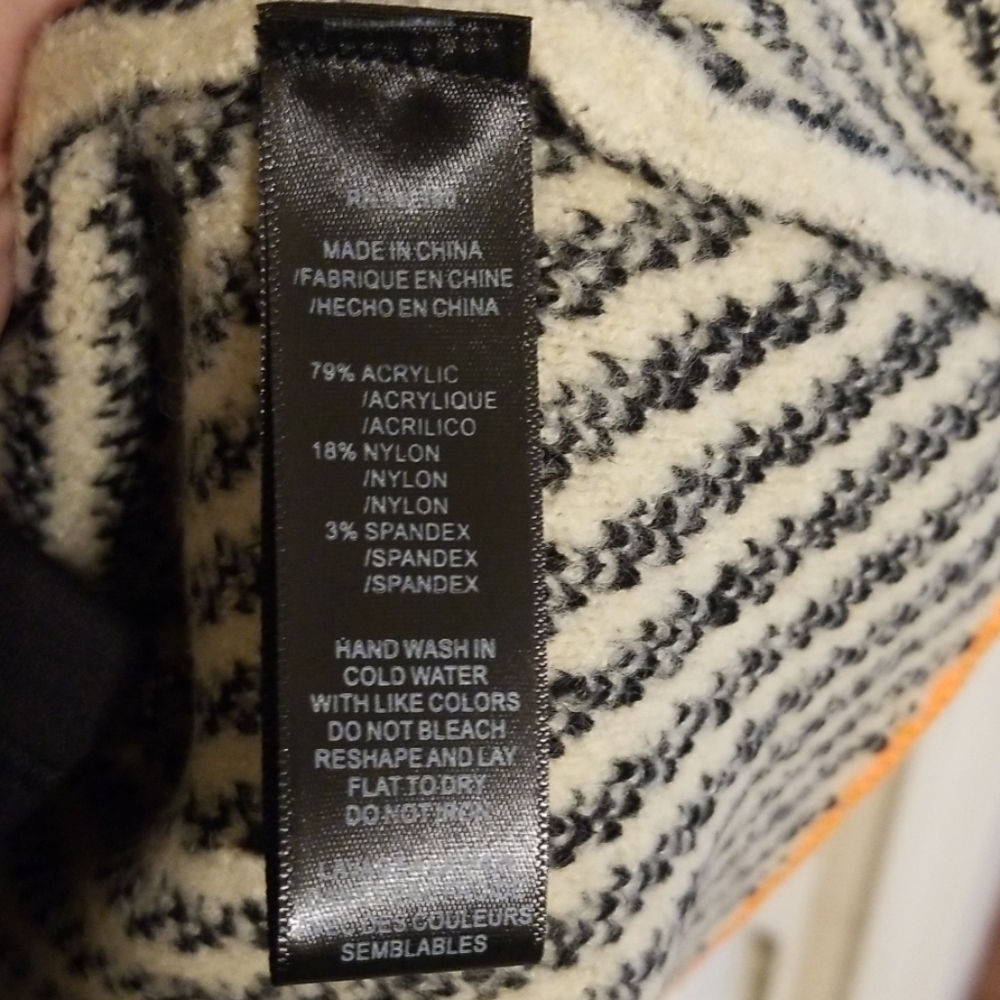 MADE IN CHINA
/FABRIQUE EN CHINE
/HECHO EN CHINA
79% ACRYLIC
/ACRYLIQUE
/ACRILICO
18% NYLON
/NYLON
/NYLON
3% SPANDEX
/SPANDEX
/SPANDEX
HAND WASH IN
COLD WATER
WITH LIKE COLORS
DO NOT BLEACH
RESHAPE AND LAY
FLAT TO DRY
DO NOT IRON
DES COULEURS
SEMBLABLES